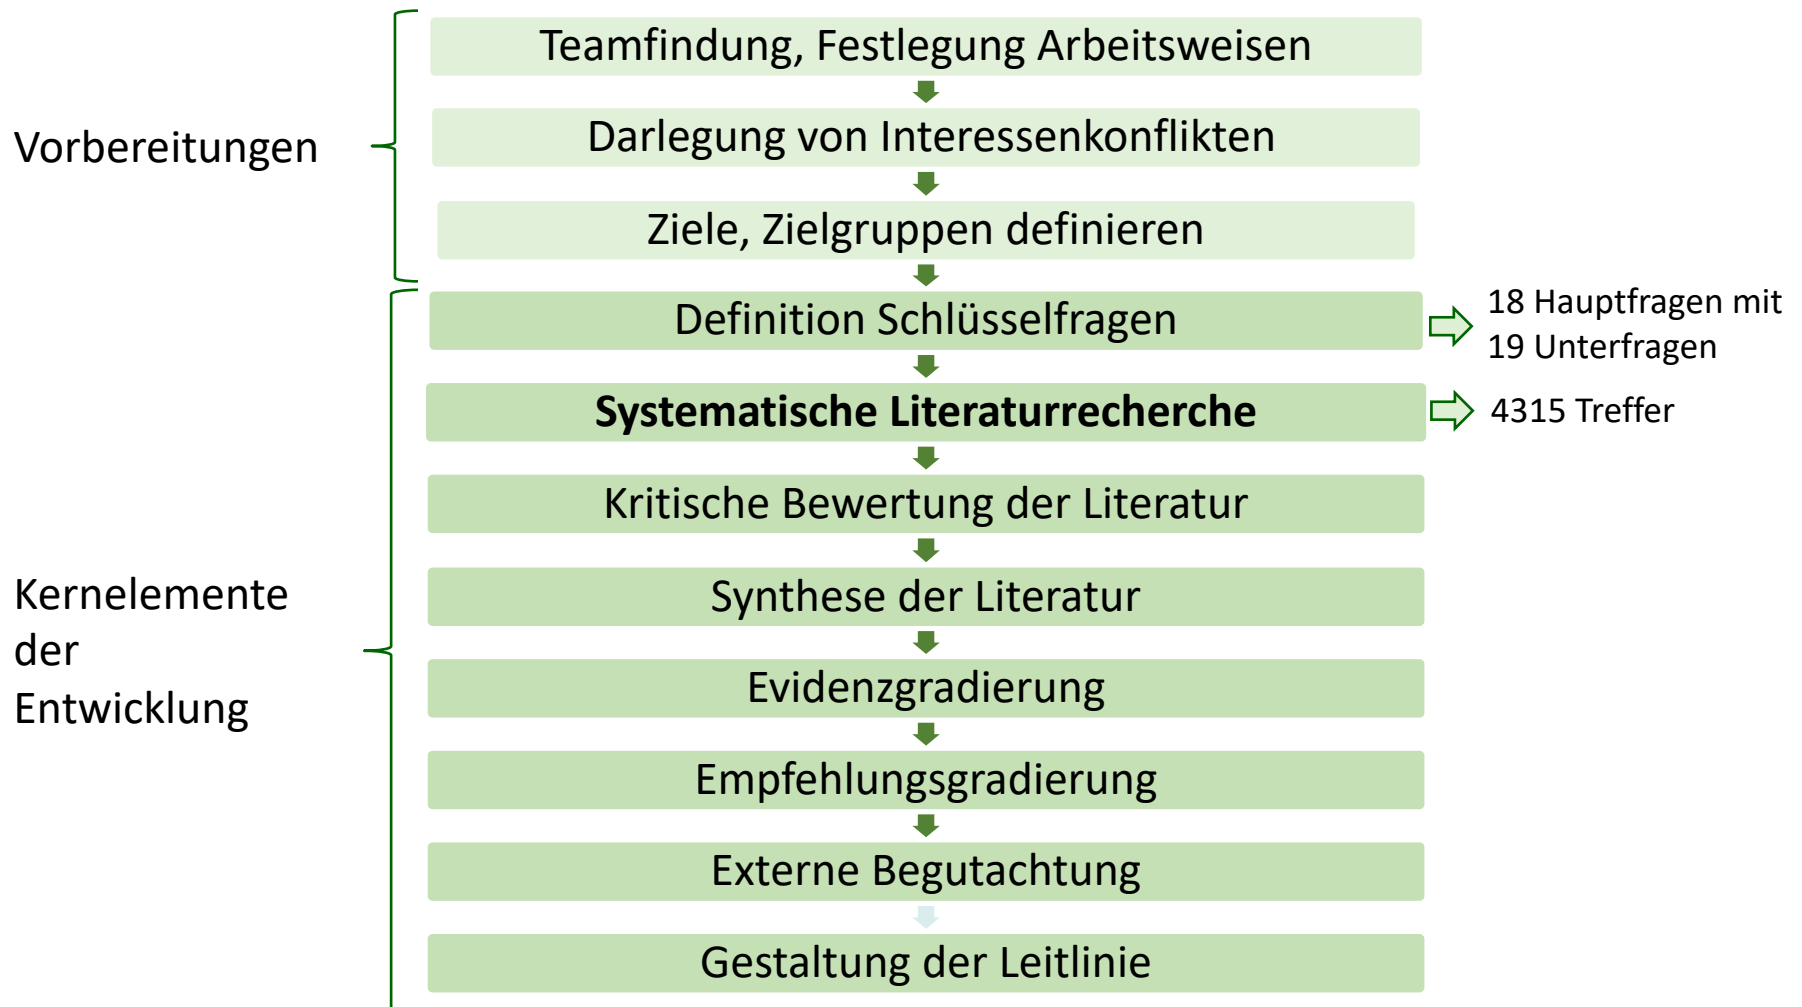 Teamfindung, Festlegung Arbeitsweisen
Darlegung von Interessenkonflikten
Vorbereitungen
Ziele, Zielgruppen definieren
Definition Schlüsselfragen
18 Hauptfragen mit
19 Unterfragen
Systematische Literaturrecherche
4315 Treffer
Kritische Bewertung der Literatur
Synthese der Literatur
Kernelemente
der
Entwicklung
Evidenzgradierung
Empfehlungsgradierung
Externe Begutachtung
Gestaltung der Leitlinie